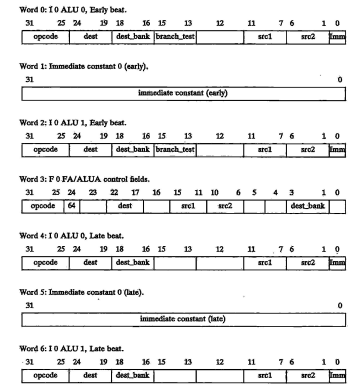 Word 0: I 0 ALU 0, Early beat.
31 25 24 19 18 16 15 13 12 11 7 6 1 0
opcode dest dest_bank branch_test src1 src2 Imm
Word 1: Immediate constant 0 (early).
31 0
immediate constant (early)
Word 2: I 0 ALU 1, Early beat.
31 25 24 19 18 16 15 13 12 11 7 6 1 0
opcode dest dest_bank branch_test src1 src2 Imm
Word 3: F 0 FA/ALUA control fields.
31 25 24 23 22 17 16 15 11 10 6 5 4 3 1 0
opcode 64 dest src1 src2 dest_bank
Word 4: I 0 ALU 0, Late beat.
31 25 24 19 18 16 15 13 12 11 7 6 1 0
opcode dest dest_bank src1 src2 Imm
Word 5: Immediate constant 0 (late).
31 0
immediate constant (late)
Word 6: I 0 ALU 1, Late beat.
31 25 24 19 18 16 15 13 12 11 7 6 1 0
opcode dest dest_bank src1 src2 Imm